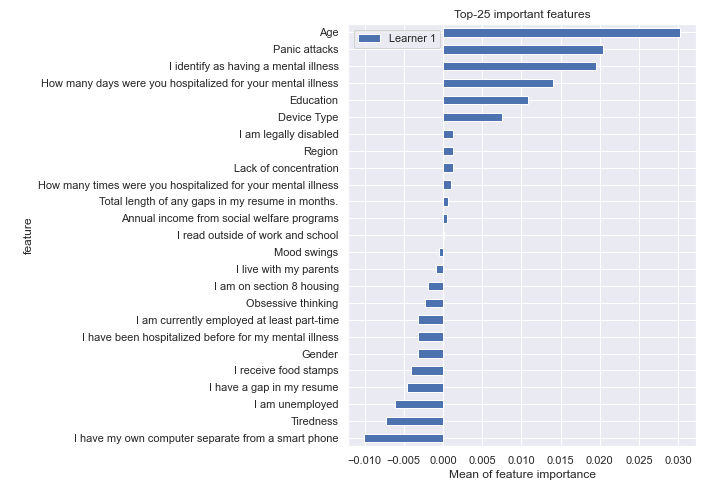 Top-25 important features
Learner 1
feature
Age
Panic attacks
I identify as having a mental illness
How many days were you hospitalized for your mental illness
Education
Device Type
I am legally disabled
Region
Lack of concentration
How many times were you hospitalized for your mental illness
Total length of any gaps in my resume in months.
Annual income from social welfare programs
I read outside of work and school
Mood swings
I live with my parents
I am on section 8 housing
Obsessive thinking
I am currently employed at least part-time
I have been hospitalized before for my mental illness
Gender
I receive food stamps
I have a gap in my resume
I am unemployed
Tiredness
I have my own computer separate from a smart phone
−0.010 −0.005 0.000 0.005 0.010 0.015 0.020 0.025 0.030
Mean of feature importance